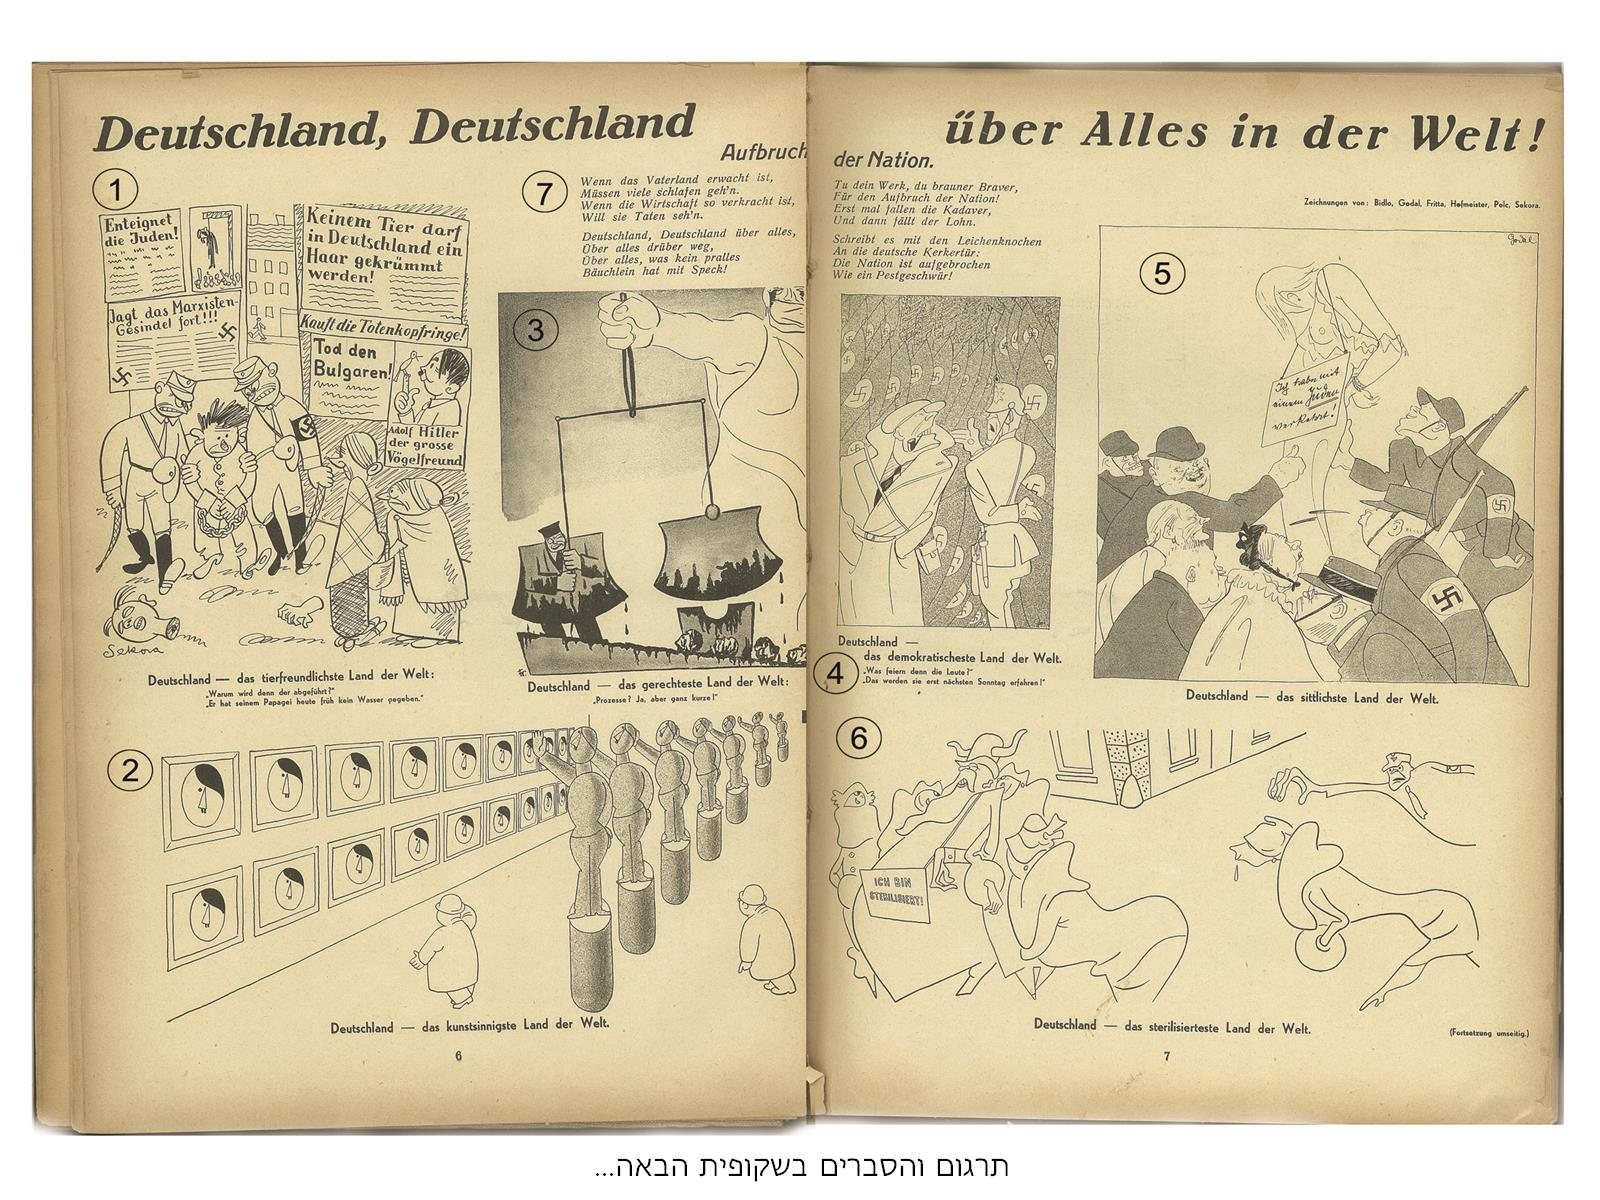 Deutschland, Deutschland
über Alles in der Welt!
Aufbruch
der Nation.
1
7
Wenn das Vaterland erwacht ist,
Müssen viele schlafen geh'n.
Wenn die Wirtschaft so verkracht ist,
Will sie Taten seh'n.
Deutschland, Deutschland über alles,
Über alles drüber weg,
Über alles, was kein pralles
Bäuchlein hat mit Speck!
Tu dein Werk, du brauner Braver,
Für den Aufbruch der Nation!
Erst mal fallen die Kadaver,
Und dann fällt der Lohn.
Schreibt es mit den Leichenknochen
An die deutsche Kerkertür:
Die Nation ist aufgebrochen
Wie ein Pestgeschwür!
Zeichnungen von: Bidlo, Godal, Fritta, Hofmeister, Pelc, Sekora.
Enteignet
die Juden!
Jagt das Marxisten-
Gesindel fort!!!
Keinem Tier darf
in Deutschland ein
Haar gekrümmt
werden!
Kauft die Totenkopfringe!
Tod den
Bulgaren!
Adolf Hitler
der grosse
Vögelfreund
Sekora
Deutschland — das tierfreundlichste Land der Welt:
„Warum wird denn der abgeführt?"
„Er hat seinem Papagei heute früh kein Wasser gegeben."
3
Deutschland — das gerechteste Land der Welt:
„Prozesse? Ja, aber ganz kurze!"
4
Deutschland —
das demokratischeste Land der Welt.
„Was feiern denn die Leute?"
„Das werden sie erst nächsten Sonntag erfahren!"
5
Godal
Ich habe mit
einem Juden
verkehrt!
Deutschland — das sittlichste Land der Welt.
2
Deutschland — das kunstsinnigste Land der Welt.
6
6
ICH BIN
STERILISIERT!
Deutschland — das sterilisierteste Land der Welt.
(Fortsetzung umseitig.)
7
תרגום והסברים בשקופית הבאה...